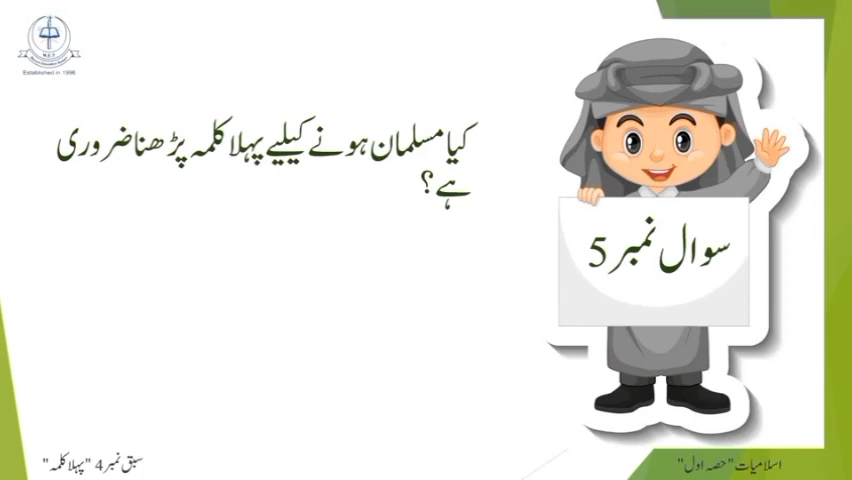 Established in 1996
کیا مسلمان ہونے کیلیے پہلا کلمہ پڑھنا ضروری
ہے؟
سوال نمبر 5
سبق نمبر 4 "پہلا کلمہ"
اسلامیات "حصہ اول"